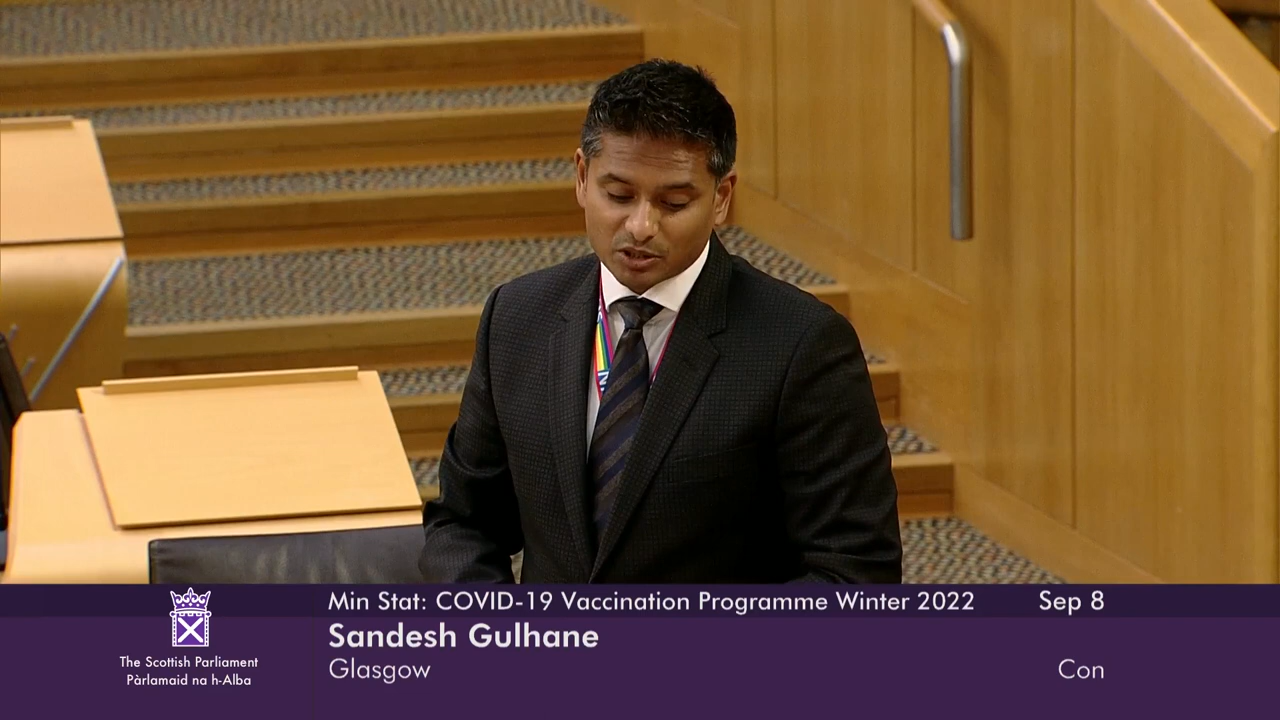 Min Stat: COVID-19 Vaccination Programme Winter 2022 Sep 8
Sandesh Gulhane
Glasgow Con
The Scottish Parliament
Pàrlamaid na h-Alba